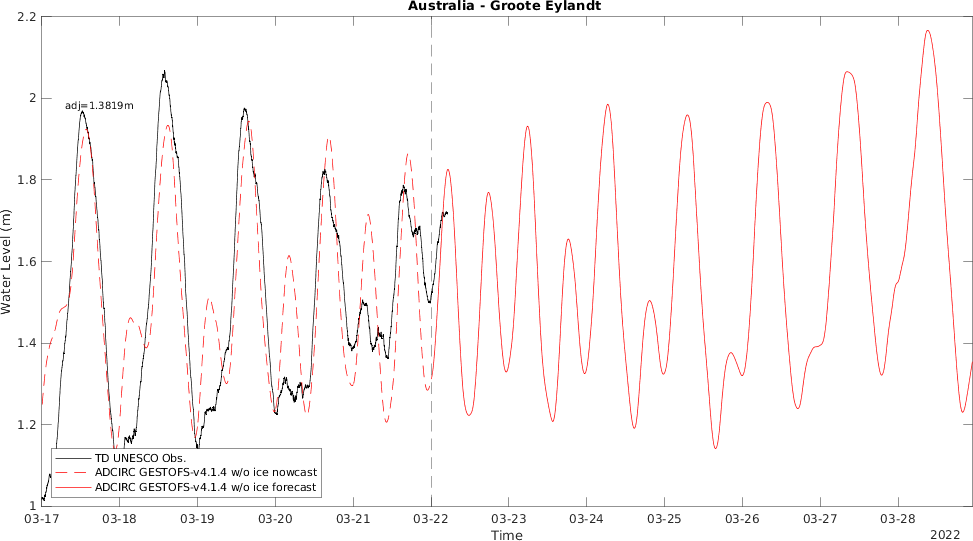 Australia - Groote Eylandt
2.2
2
1.8
1.6
1.4
1.2
1
Water Level (m)
adj=1.3819m
TD UNESCO Obs.
ADCIRC GESTOFS-v4.1.4 w/o ice nowcast
ADCIRC GESTOFS-v4.1.4 w/o ice forecast
03-17 03-18 03-19 03-20 03-21 03-22 03-23 03-24 03-25 03-26 03-27 03-28
Time
2022